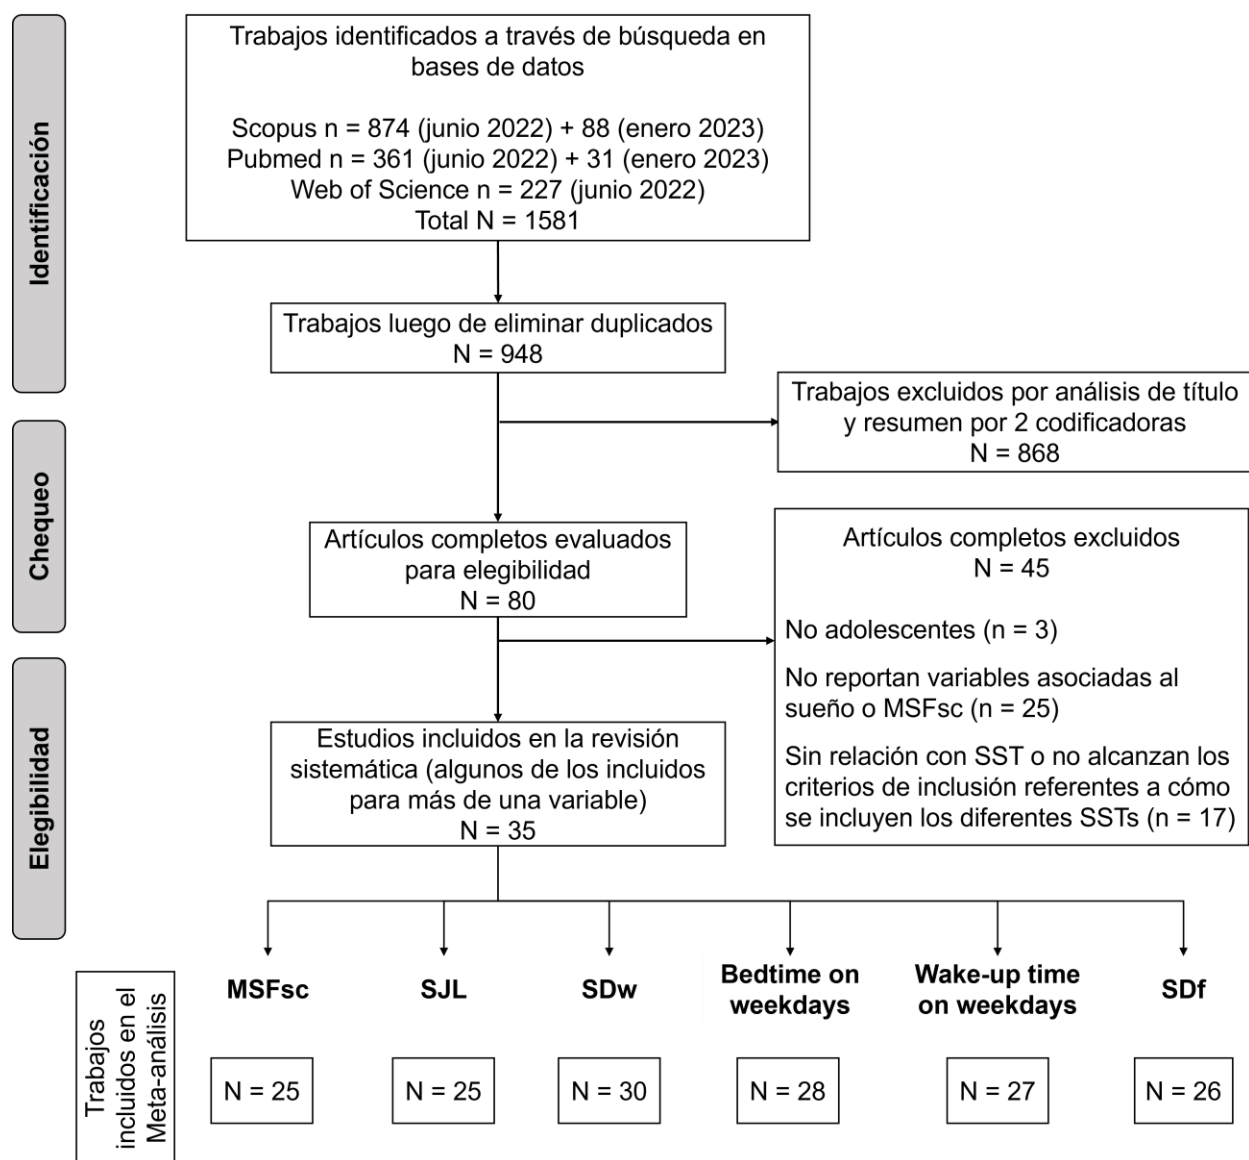 Identificación
Trabajos identificados a través de búsqueda en
bases de datos
Scopus n = 874 (junio 2022) + 88 (enero 2023)
Pubmed n = 361 (junio 2022) + 31 (enero 2023)
Web of Science n = 227 (junio 2022)
Total N = 1581
Trabajos luego de eliminar duplicados
N = 948
Trabajos excluidos por análisis de título
y resumen por 2 codificadoras
N = 868
Chequeo
Artículos completos evaluados
para elegibilidad
N = 80
Artículos completos excluidos
N = 45
No adolescentes (n = 3)
No reportan variables asociadas al
sueño o MSFsc (n = 25)
Sin relación con SST o no alcanzan los
criterios de inclusión referentes a cómo
se incluyen los diferentes SSTs (n = 17)
Elegibilidad
Estudios incluidos en la revisión
sistemática (algunos de los incluidos
para más de una variable)
N = 35
MSFsc
SJL
SDw
Bedtime on
weekdays
Wake-up time
on weekdays
SDf
Trabajos
incluidos en el
Meta-análisis
N = 25
N = 25
N = 30
N = 28
N = 27
N = 26